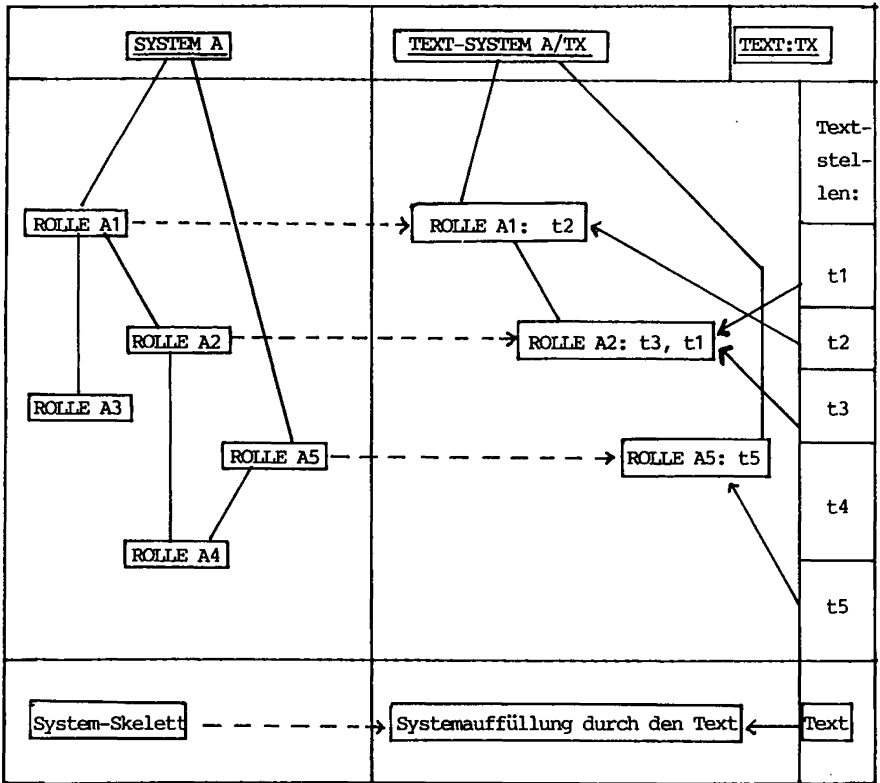 SYSTEM A
TEXT-SYSTEM A/TX
TEXT:TX
Text-
stel-
len:
ROLLE A1
ROLLE A1: t2
t1
ROLLE A2
ROLLE A2: t3, t1
t2
ROLLE A3
t3
ROLLE A5
ROLLE A5: t5
t4
ROLLE A4
t5
System-Skelett
Systemauffüllung durch den Text
Text